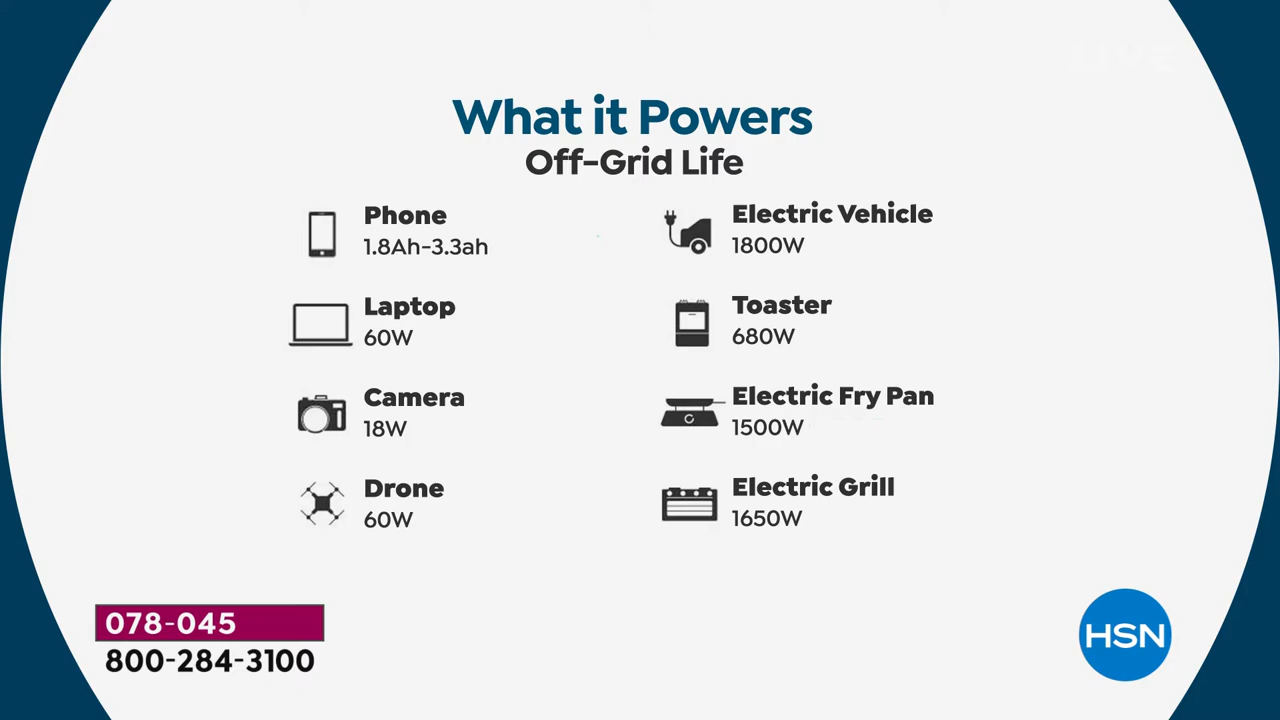 What it Powers
Off-Grid Life
Phone
1.8Ah-3.3ah
Laptop
60W
Camera
18W
Drone
60W
Electric Vehicle
1800W
Toaster
680W
Electric Fry Pan
1500W
Electric Grill
1650W
078-045
800-284-3100
HSN